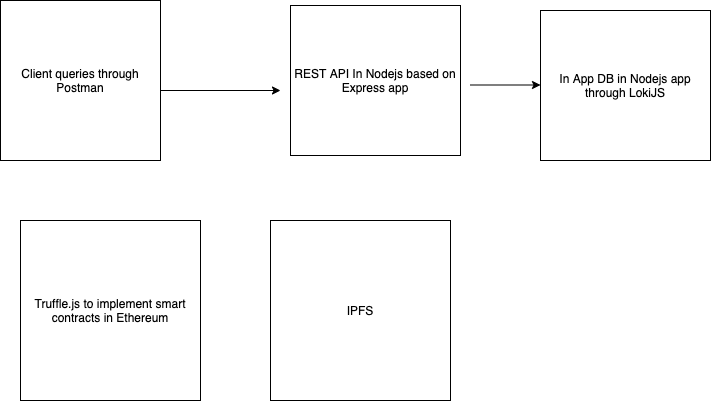 Client queries through
Postman
REST API In Nodejs based on
Express app
In App DB in Nodejs app
through LokiJS
Truffle.js to implement smart
contracts in Ethereum
IPFS